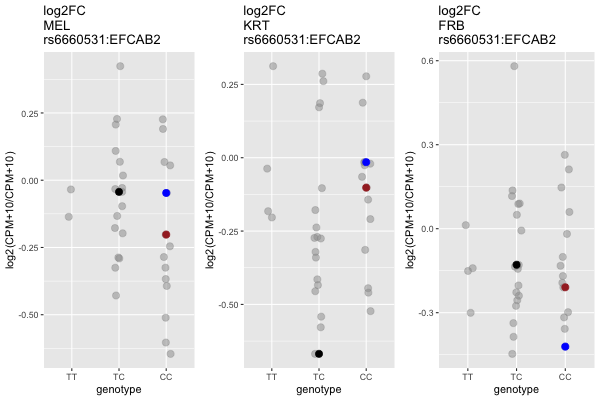 log2FC
MEL
rs6660531:EFCAB2
log2(CPM+10/CPM+10)
0.25
0.00
-0.25
-0.50
TT TC CC
genotype
log2FC
KRT
rs6660531:EFCAB2
log2(CPM+10/CPM+10)
0.25
0.00
-0.25
-0.50
TT TC CC
genotype
log2FC
FRB
rs6660531:EFCAB2
log2(CPM+10/CPM+10)
0.6
0.3
0.0
-0.3
TT TC CC
genotype